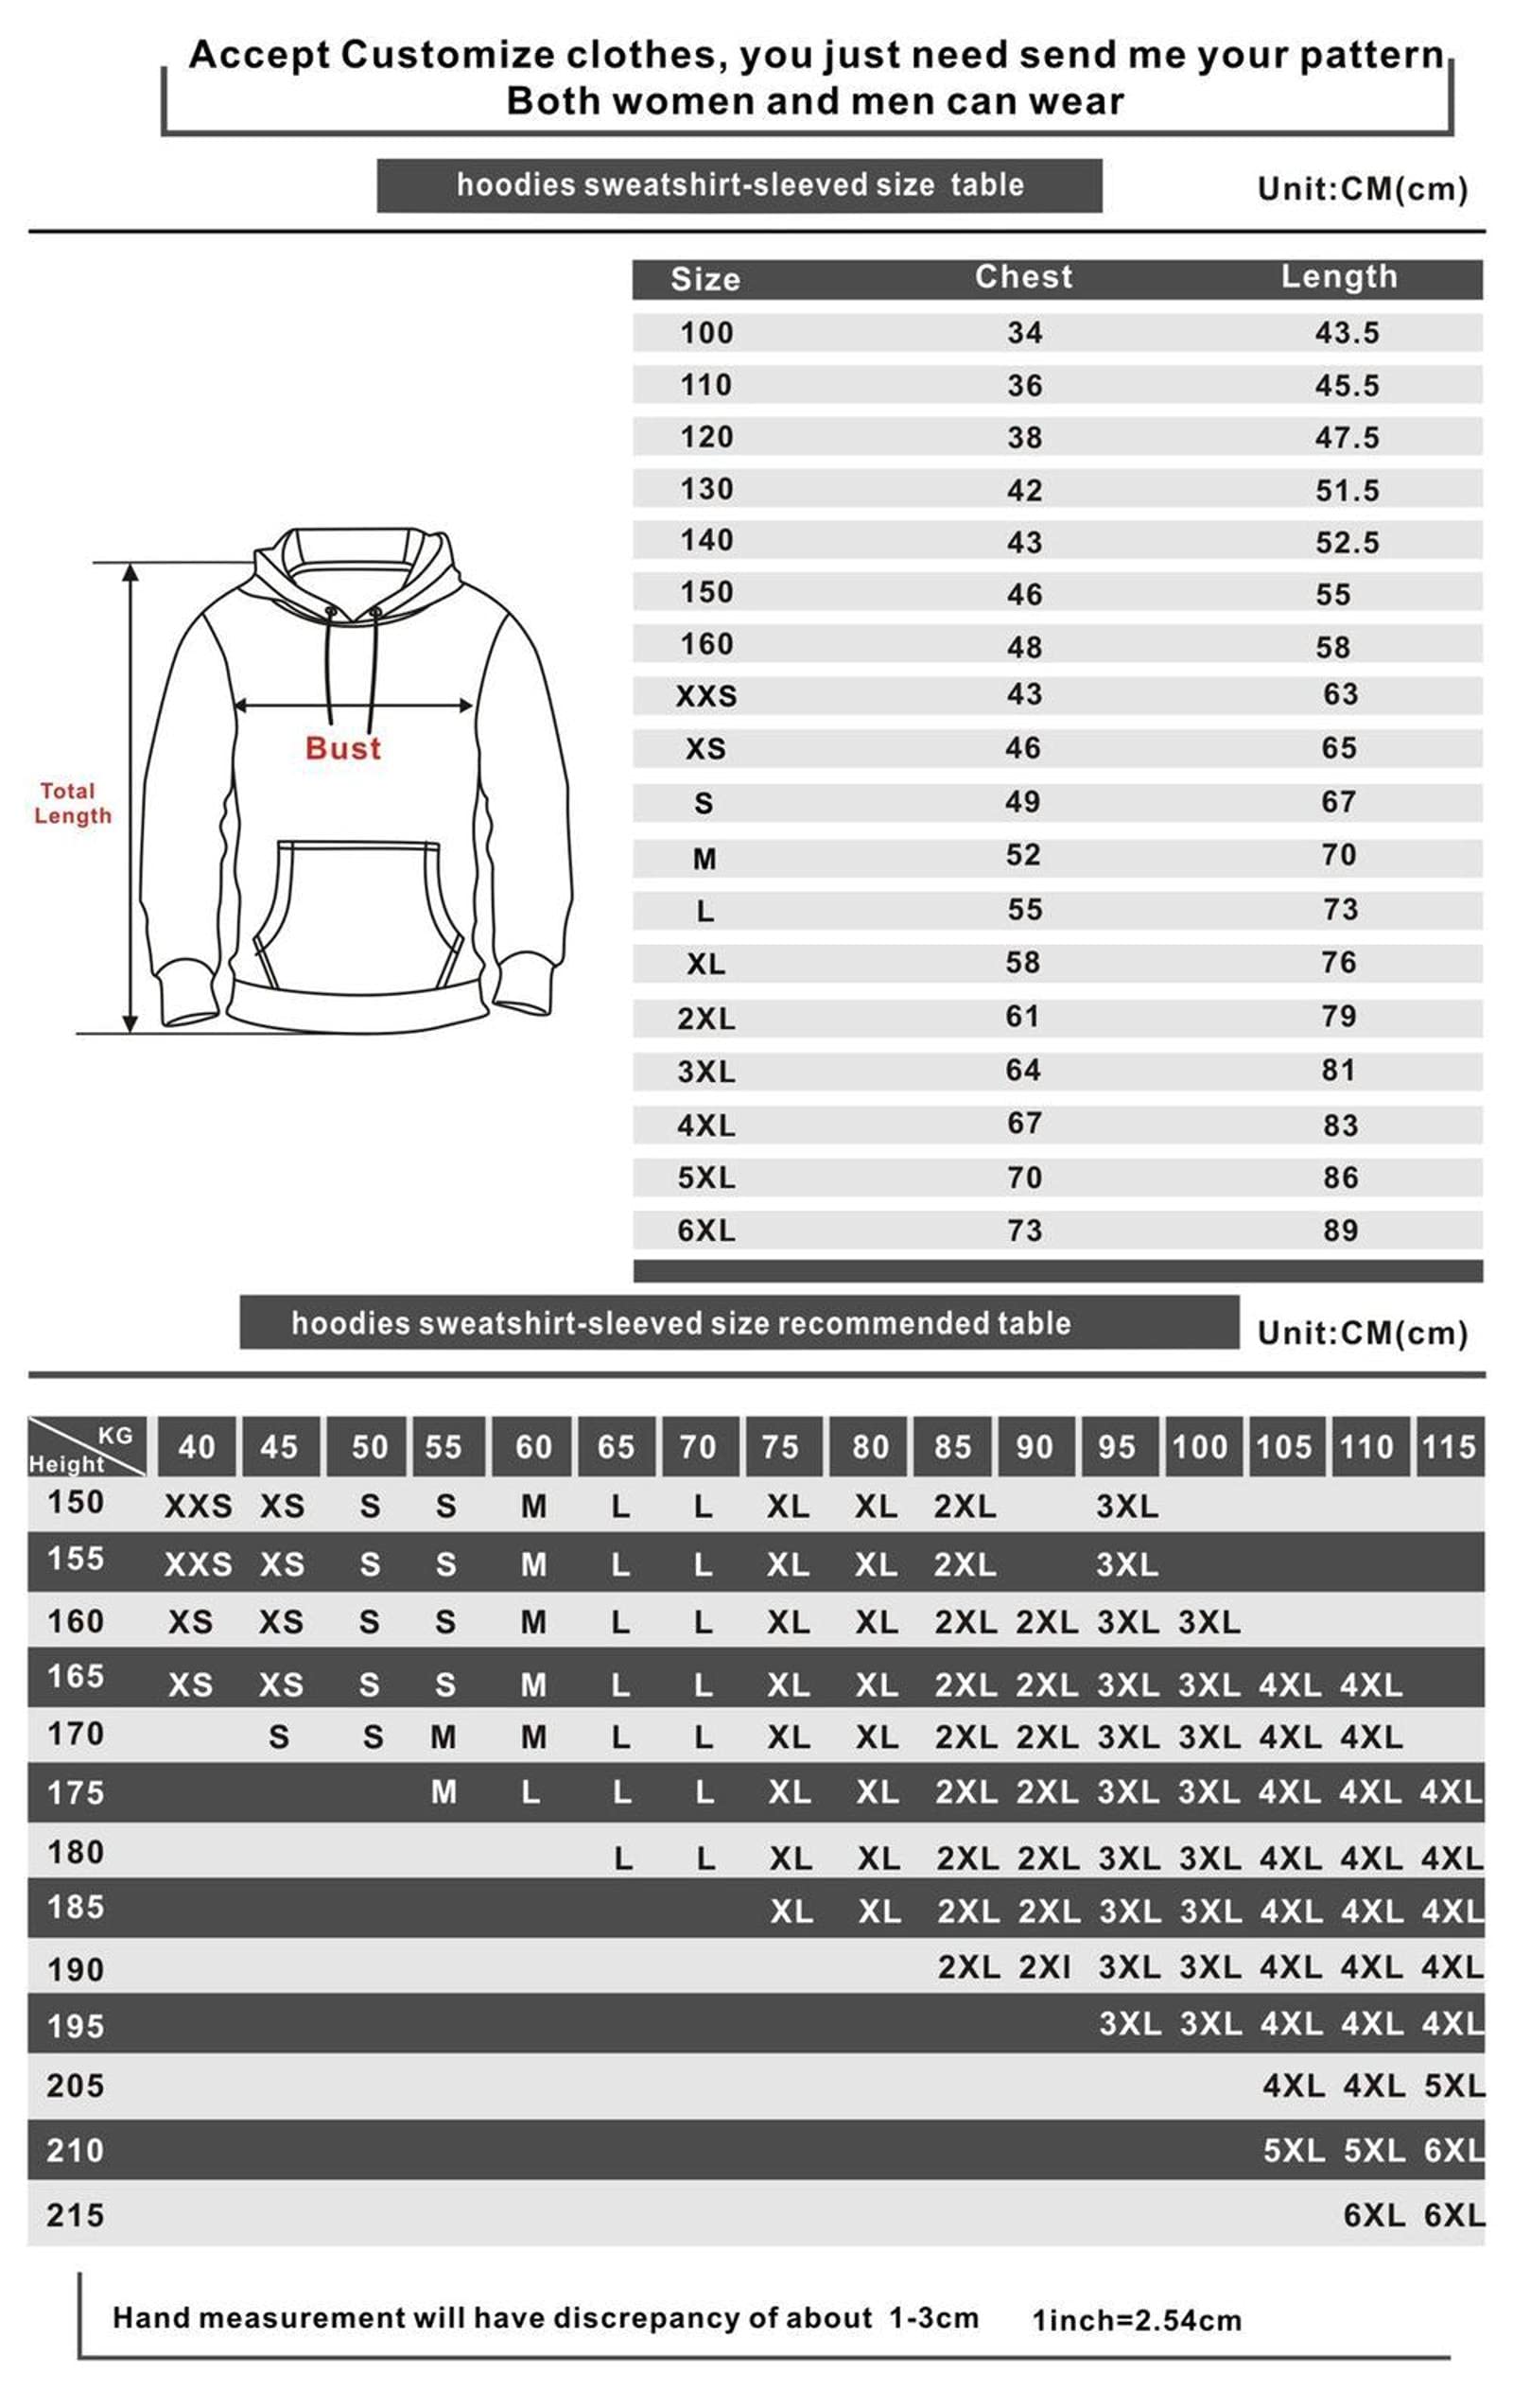 Accept Customize clothes, you just need send me your pattern
Both women and men can wear
hoodies sweatshirt-sleeved size table
Unit:CM(cm)
Size Chest Length
100 34 43.5
110 36 45.5
120 38 47.5
130 42 51.5
140 43 52.5
150 46 55
160 48 58
XXS 43 63
XS 46 65
S 49 67
M 52 70
L 55 73
XL 58 76
2XL 61 79
3XL 64 81
4XL 67 83
5XL 70 86
6XL 73 89
Bust
Total
Length
hoodies sweatshirt-sleeved size recommended table
Unit:CM(cm)
KG
Height
40 45 50 55 60 65 70 75 80 85 90 95 100 105 110 115
150 XXS XS S S M L L XL XL 2XL 3XL
155 XXS XS S S M L L XL XL 2XL 3XL
160 XS XS S S M L L XL XL 2XL 2XL 3XL 3XL
165 XS XS S S M L L XL XL 2XL 2XL 3XL 3XL 4XL 4XL
170 S S M M L L XL XL 2XL 2XL 3XL 3XL 4XL 4XL
175 M L L L XL XL 2XL 2XL 3XL 3XL 4XL 4XL 4XL
180 L L XL XL 2XL 2XL 3XL 3XL 4XL 4XL 4XL
185 XL XL 2XL 2XL 3XL 3XL 4XL 4XL 4XL
190 2XL 2XI 3XL 3XL 4XL 4XL 4XL
195 3XL 3XL 4XL 4XL 4XL
205 4XL 4XL 5XL
210 5XL 5XL 6XL
215 6XL 6XL
Hand measurement will have discrepancy of about 1-3cm 1inch=2.54cm